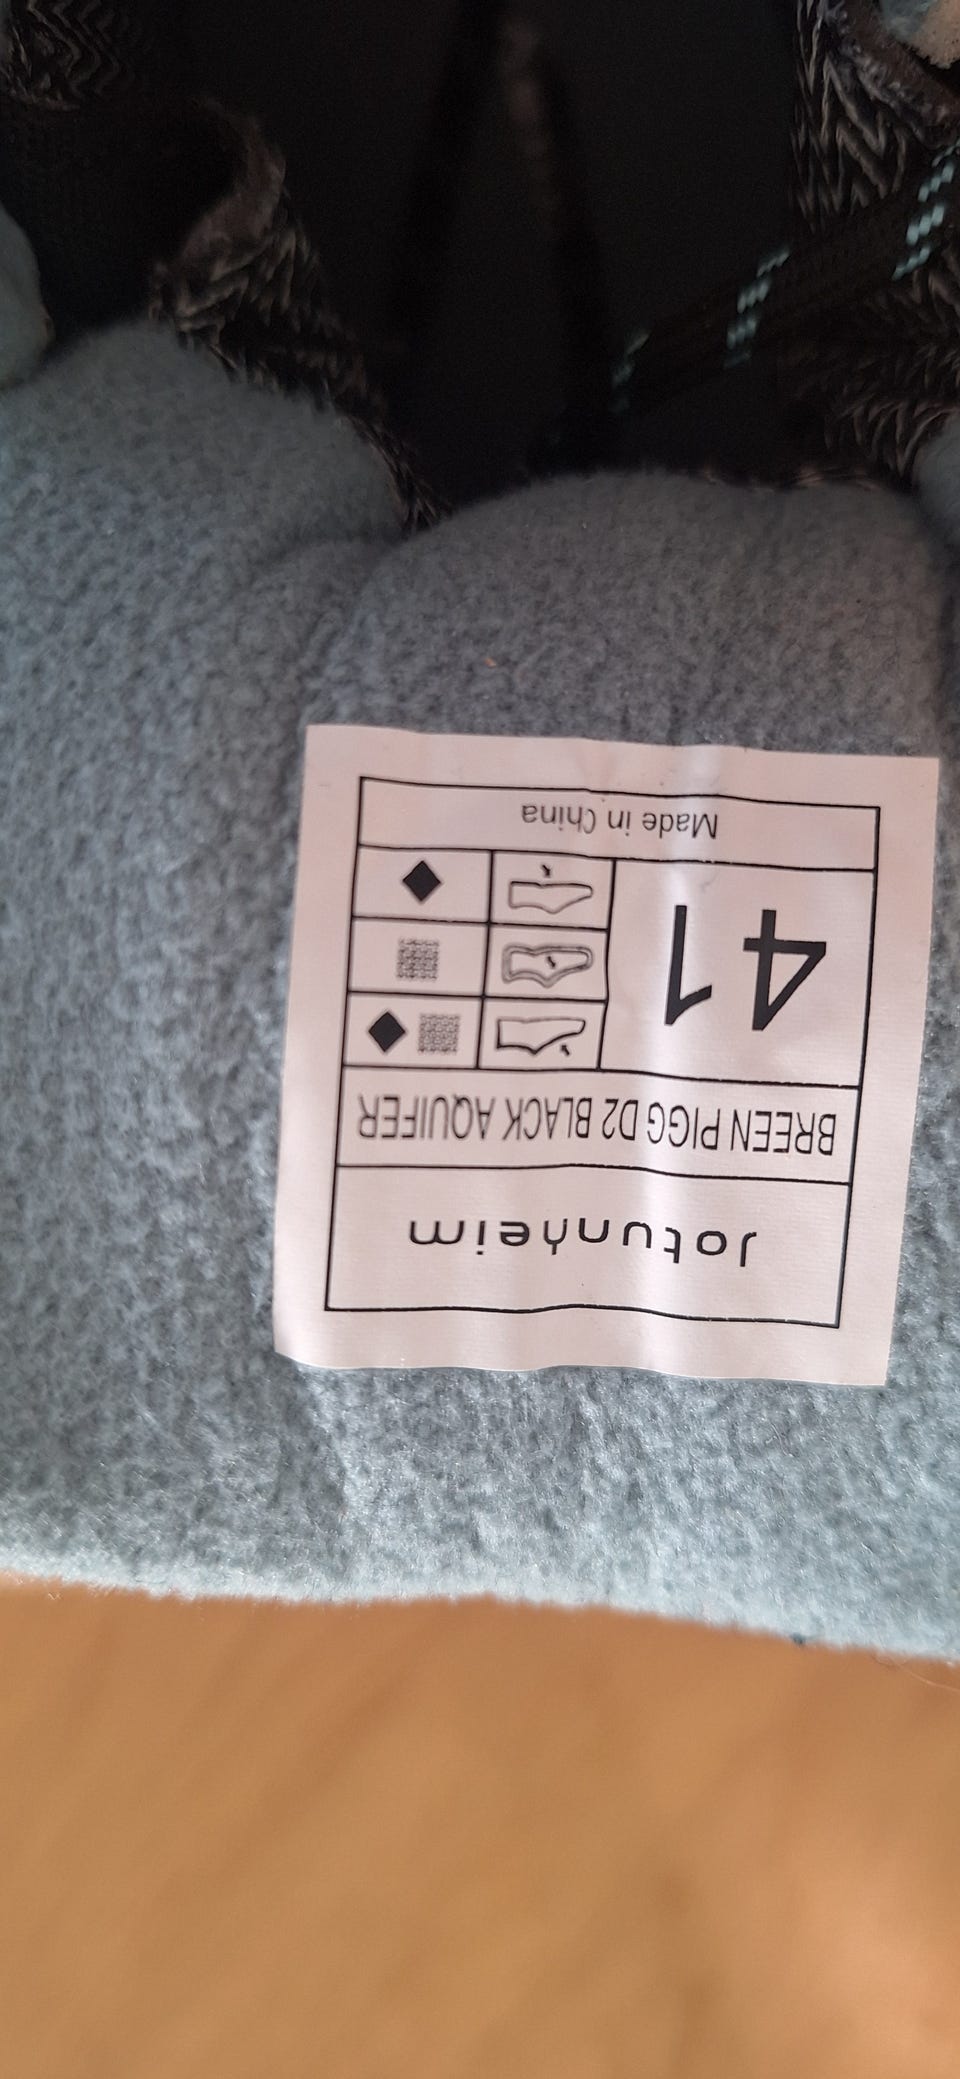 Jotunheim
BREEN PIGG D2 BLACK AQUIFER
41
Made in China